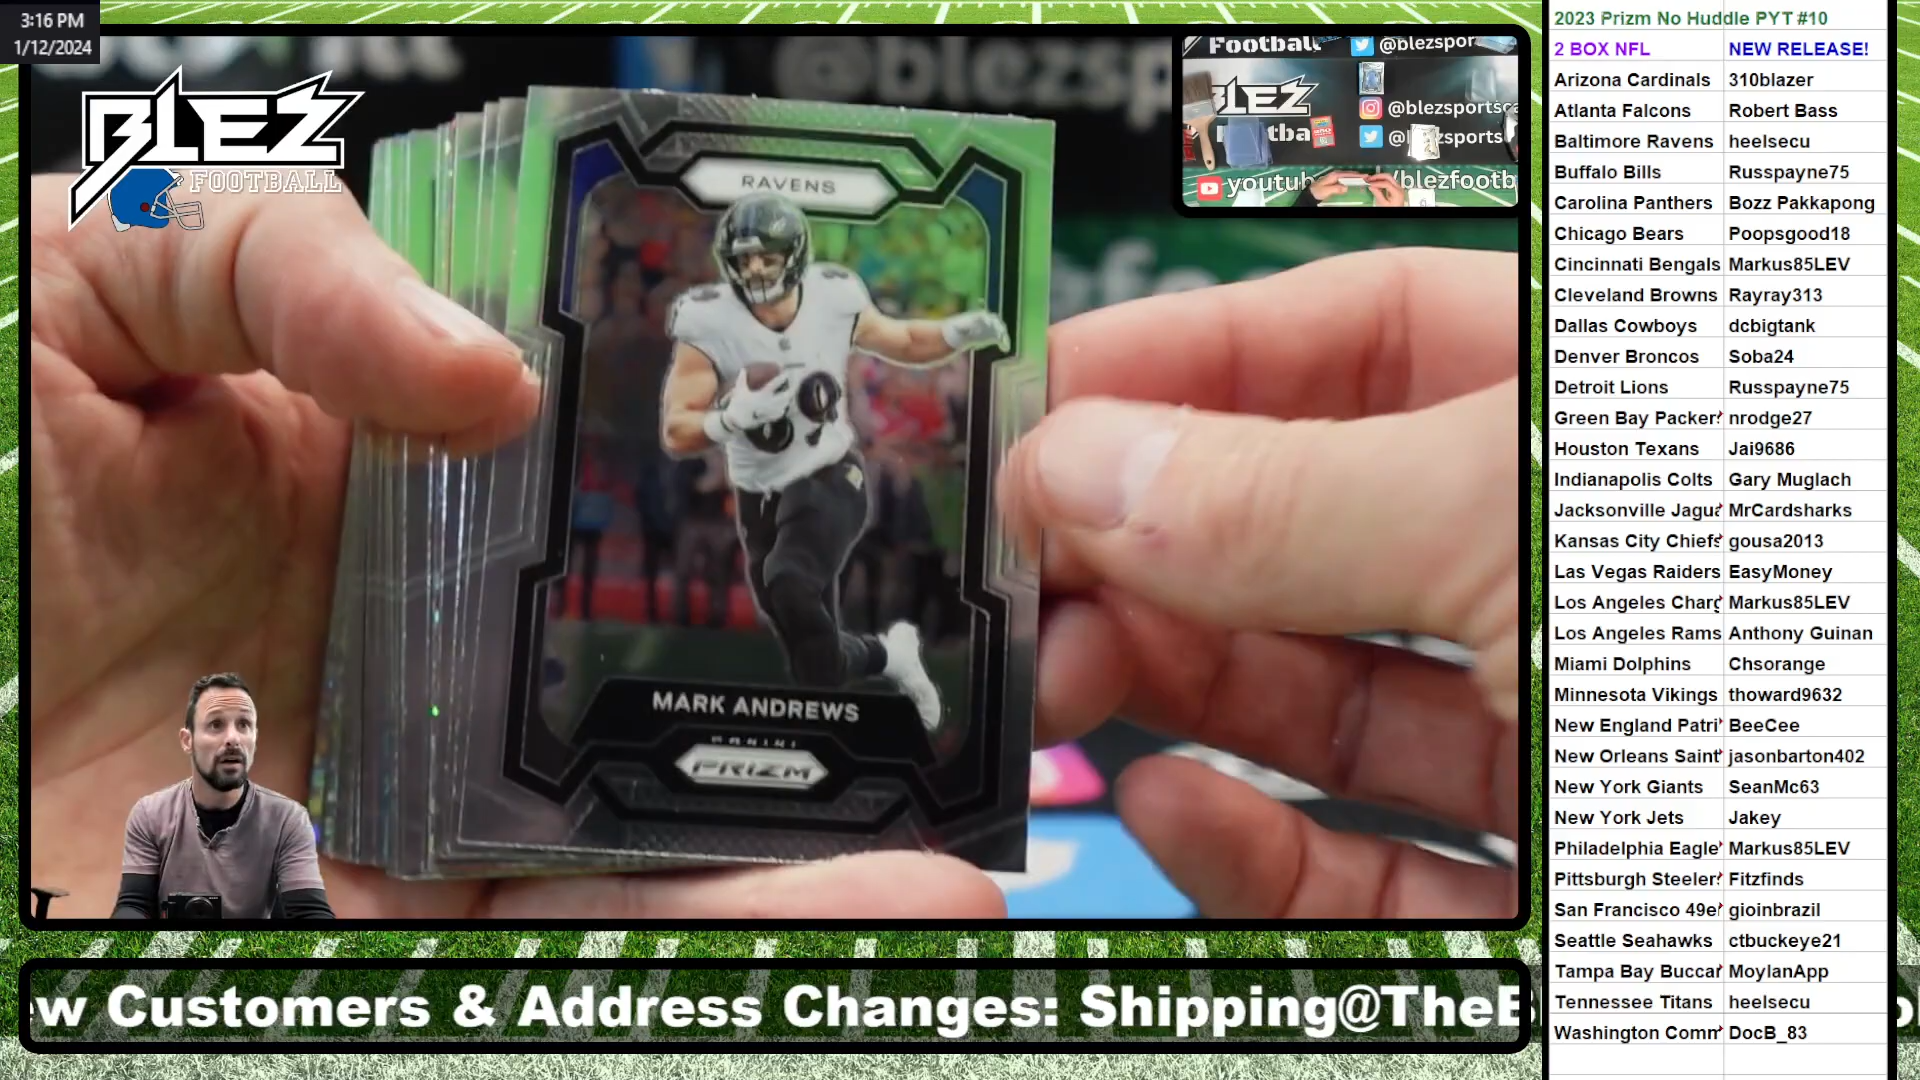 3:16 PM
1/12/2024
BLEZ
FOOTBALL
RAVENS
MARK ANDREWS
PANINI
PRIZM
Football @blezspor
BLEZ
@blezsportsca
otba @blezsports
youtub /blezfootb
ew Customers & Address Changes: Shipping@TheB
2023 Prizm No Huddle PYT #10
2 BOX NFL NEW RELEASE!
Arizona Cardinals 310blazer
Atlanta Falcons Robert Bass
Baltimore Ravens heelsecu
Buffalo Bills Russpayne75
Carolina Panthers Bozz Pakkapong
Chicago Bears Poopsgood18
Cincinnati Bengals Markus85LEV
Cleveland Browns Rayray313
Dallas Cowboys dcbigtank
Denver Broncos Soba24
Detroit Lions Russpayne75
Green Bay Packer nrodge27
Houston Texans Jai9686
Indianapolis Colts Gary Muglach
Jacksonville Jagua MrCardsharks
Kansas City Chiefs gousa2013
Las Vegas Raiders EasyMoney
Los Angeles Charg Markus85LEV
Los Angeles Rams Anthony Guinan
Miami Dolphins Chsorange
Minnesota Vikings thoward9632
New England Patri BeeCee
New Orleans Saint jasonbarton402
New York Giants SeanMc63
New York Jets Jakey
Philadelphia Eagle Markus85LEV
Pittsburgh Steeler Fitzfinds
San Francisco 49e gioinbrazil
Seattle Seahawks ctbuckeye21
Tampa Bay Buccar MoylanApp
Tennessee Titans heelsecu
Washington Comm DocB_83